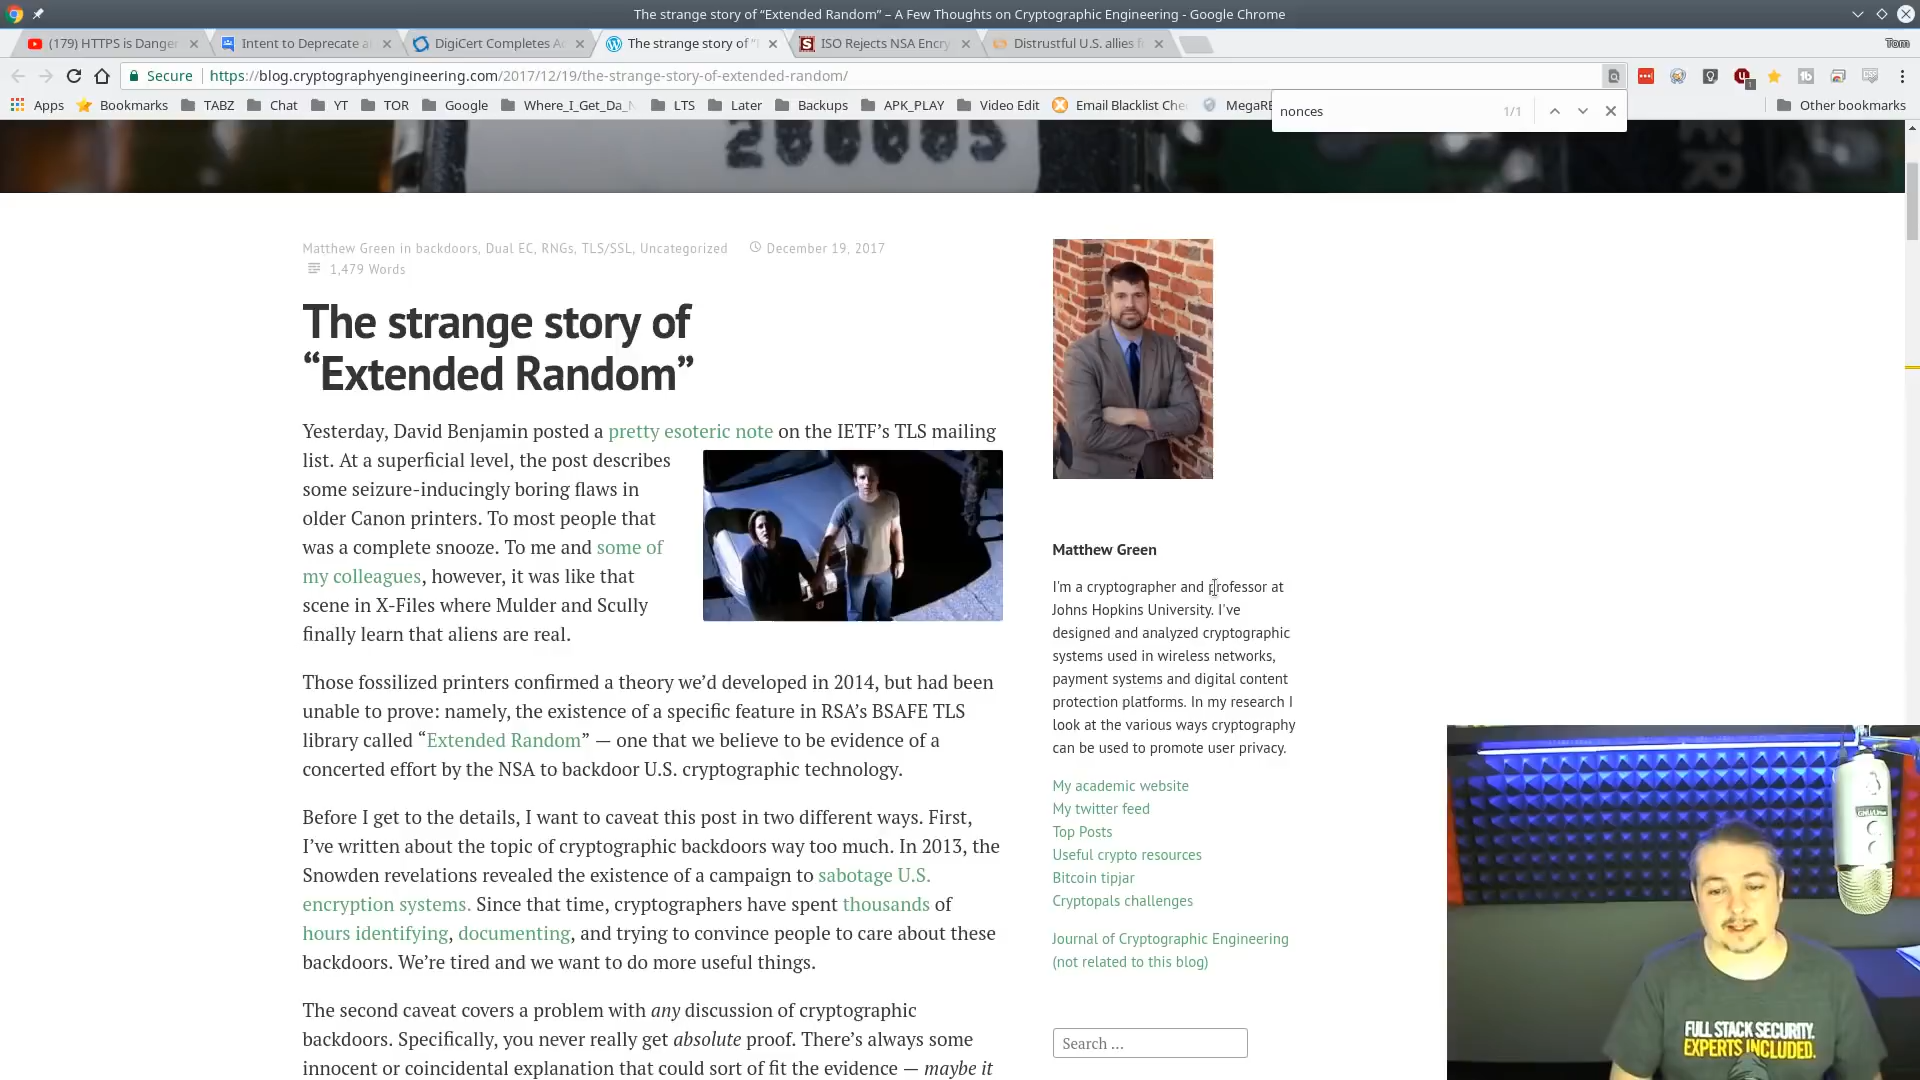 The strange story of “Extended Random” – A Few Thoughts on Cryptographic Engineering - Google Chrome
(179) HTTPS is Danger
Intent to Deprecate a
DigiCert Completes A
The strange story of “
ISO Rejects NSA Encry
Distrustful U.S. allies f
Tom
Secure
https://blog.cryptographyengineering.com/2017/12/19/the-strange-story-of-extended-random/
Apps
Bookmarks
TABZ
Chat
YT
TOR
Google
Where_I_Get_Da_
LTS
Later
Backups
APK_PLAY
Video Edit
Email Blacklist Che
MegaR
Other bookmarks
nonces
1/1
200005
Matthew Green in backdoors, Dual EC, RNGs, TLS/SSL, Uncategorized
December 19, 2017
1,479 Words
The strange story of
“Extended Random”
Yesterday, David Benjamin posted a pretty esoteric note on the IETF’s TLS mailing
list. At a superficial level, the post describes
some seizure-inducingly boring flaws in
older Canon printers. To most people that
was a complete snooze. To me and some of
my colleagues, however, it was like that
scene in X-Files where Mulder and Scully
finally learn that aliens are real.
Those fossilized printers confirmed a theory we’d developed in 2014, but had been
unable to prove: namely, the existence of a specific feature in RSA’s BSAFE TLS
library called “Extended Random” — one that we believe to be evidence of a
concerted effort by the NSA to backdoor U.S. cryptographic technology.
Before I get to the details, I want to caveat this post in two different ways. First,
I’ve written about the topic of cryptographic backdoors way too much. In 2013, the
Snowden revelations revealed the existence of a campaign to sabotage U.S.
encryption systems. Since that time, cryptographers have spent thousands of
hours identifying, documenting, and trying to convince people to care about these
backdoors. We’re tired and we want to do more useful things.
The second caveat covers a problem with any discussion of cryptographic
backdoors. Specifically, you never really get absolute proof. There’s always some
innocent or coincidental explanation that could sort of fit the evidence — maybe it
Matthew Green
I'm a cryptographer and professor at
Johns Hopkins University. I've
designed and analyzed cryptographic
systems used in wireless networks,
payment systems and digital content
protection platforms. In my research I
look at the various ways cryptography
can be used to promote user privacy.
My academic website
My twitter feed
Top Posts
Useful crypto resources
Bitcoin tipjar
Cryptopals challenges
Journal of Cryptographic Engineering
(not related to this blog)
Search ...
FULL STACK SECURITY.
EXPERTS INCLUDED.